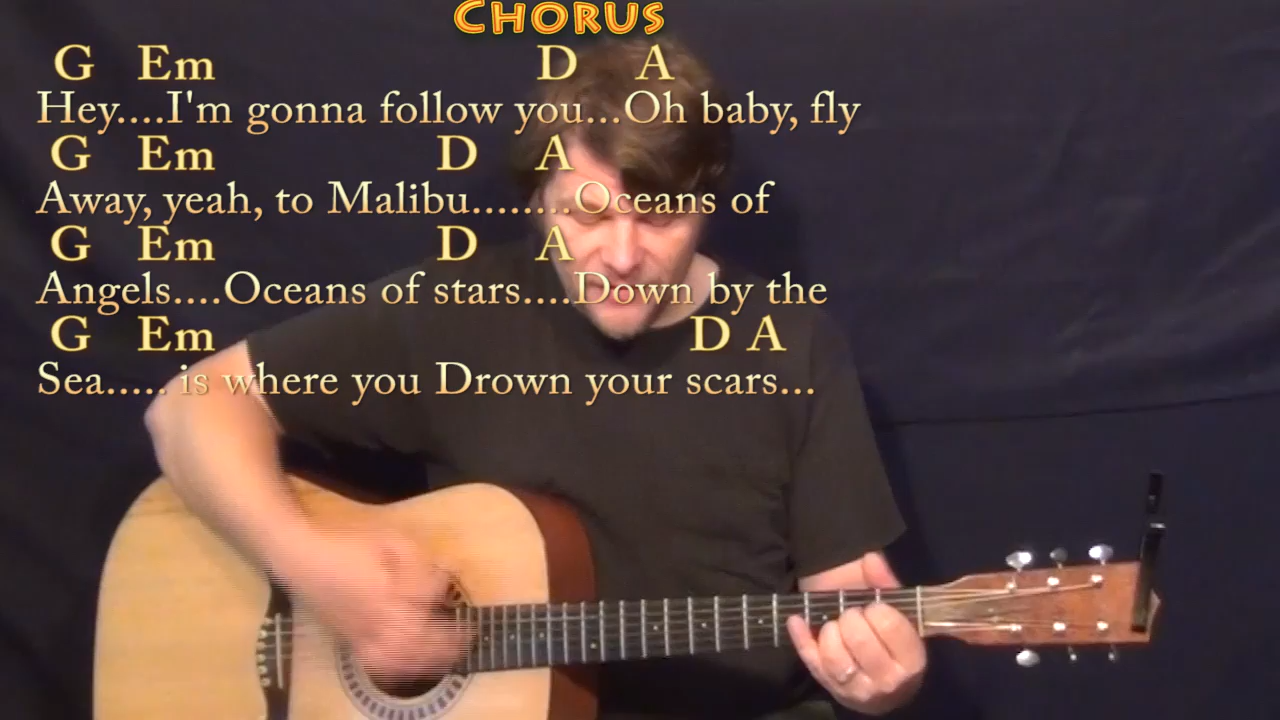 CHORUS
G Em D A
Hey....I'm gonna follow you...Oh baby, fly
G Em D A
Away, yeah, to Malibu........Oceans of
G Em D A
Angels....Oceans of stars....Down by the
G Em D A
Sea..... is where you Drown your scars...